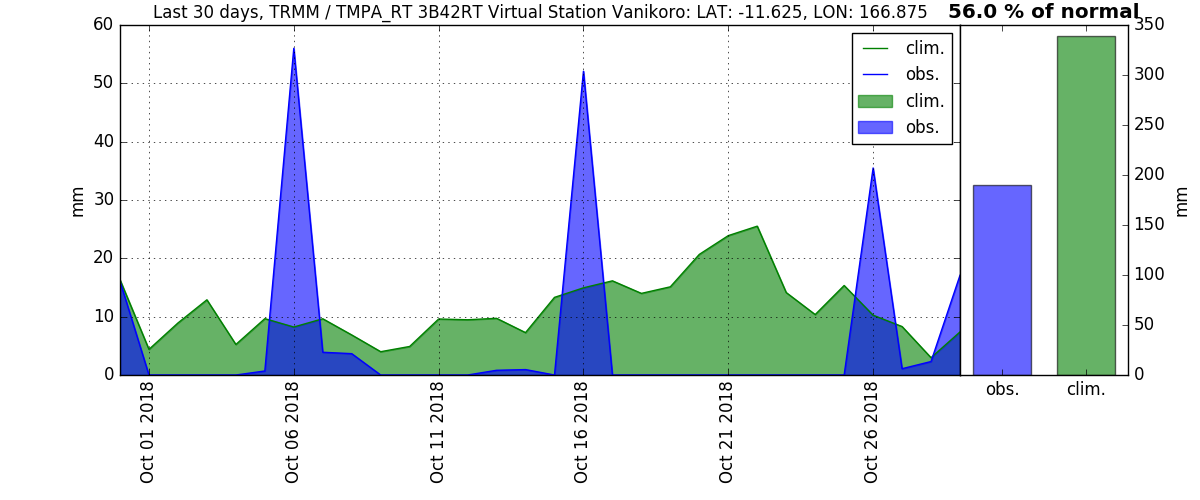 Last 30 days, TRMM / TMPA_RT 3B42RT Virtual Station Vanikoro: LAT: -11.625, LON: 166.875
56.0 % of normal
60
50
40
30
20
10
0
mm
clim.
obs.
clim.
obs.
Oct 01 2018
Oct 06 2018
Oct 11 2018
Oct 16 2018
Oct 21 2018
Oct 26 2018
350
300
250
200
150
100
50
0
mm
obs.
clim.